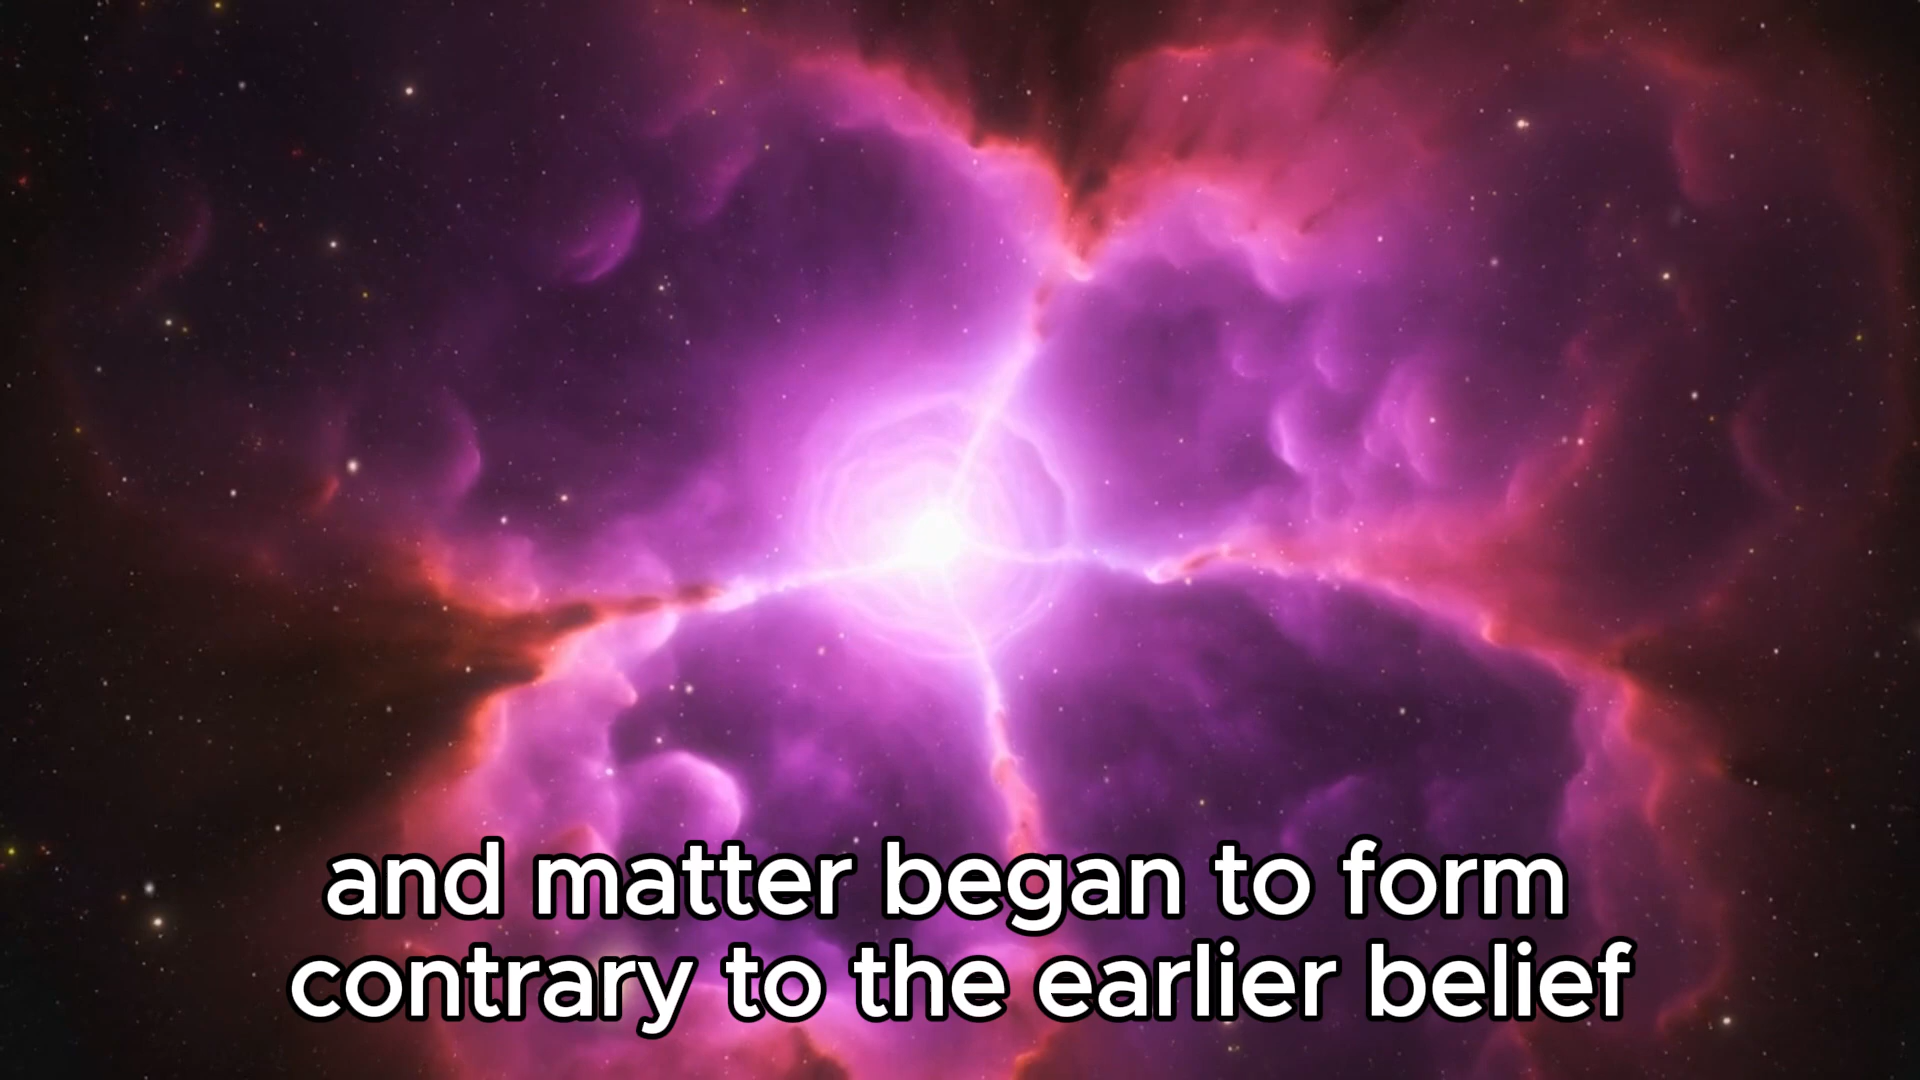 and matter began to form
contrary to the earlier belief